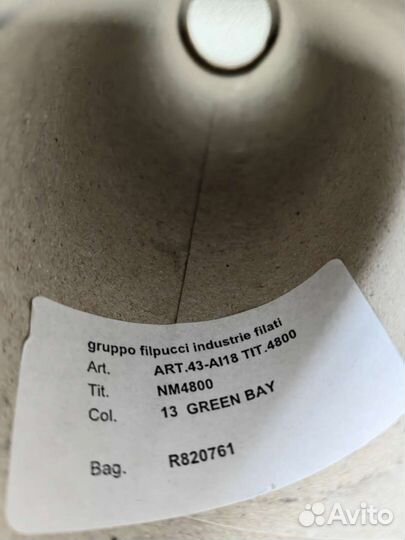 gruppo filpucci industrie filati
Art. ART.43-AI18 TIT.4800
Tit. NM4800
Col. 13 GREEN BAY
Bag. R820761
Avito